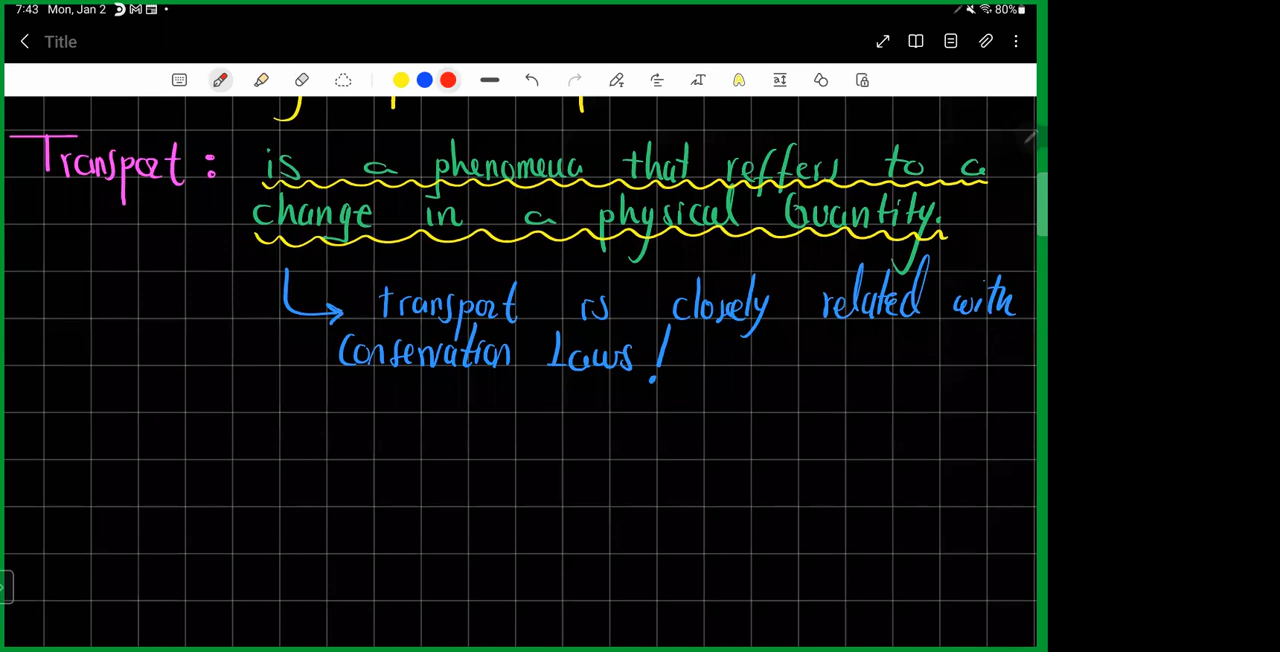 7:43 Mon, Jan 2 80%
Title
Transport : is a phenomena that reffers to a
change in a physical Quantity.
transport is closely related with
Conservation Laws!